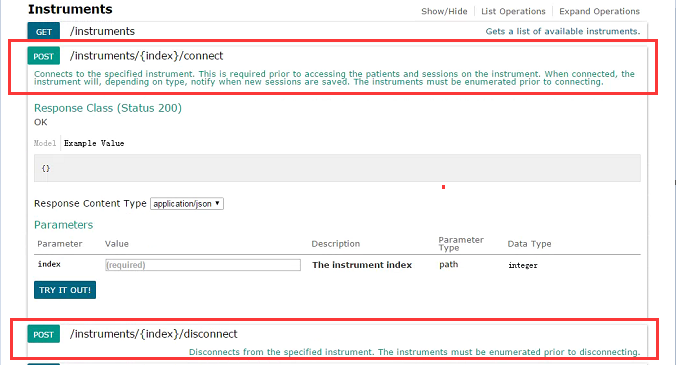 Instruments
Show/Hide
List Operations
Expand Operations
GET
/instruments
Gets a list of available instruments.
POST
/instruments/{index}/connect
Connects to the specified instrument. This is required prior to accessing the patients and sessions on the instrument. When connected, the
instrument will, depending on type, notify when new sessions are saved. The instruments must be enumerated prior to connecting.
Response Class (Status 200)
OK
Model
Example Value
{}
Response Content Type
application/json
Parameters
Parameter
Value
Description
Parameter
Type
Data Type
index
(required)
The instrument index
path
integer
TRY IT OUT!
POST
/instruments/{index}/disconnect
Disconnects from the specified instrument. The instruments must be enumerated prior to disconnecting.